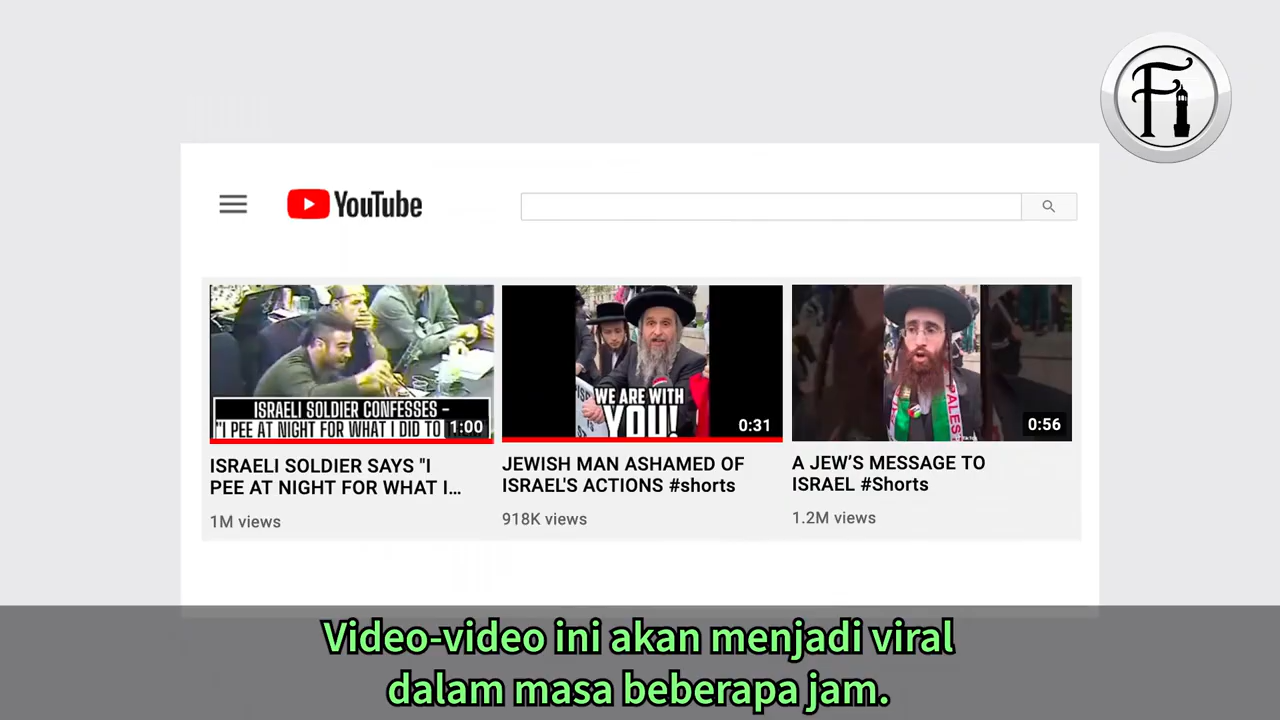 Fi
YouTube
ISRAELI SOLDIER CONFESSES -
"I PEE AT NIGHT FOR WHAT I DID TO
1:00
WE ARE WITH
YOU!
0:31
PALEST
0:56
ISRAELI SOLDIER SAYS "I
PEE AT NIGHT FOR WHAT I...
1M views
JEWISH MAN ASHAMED OF
ISRAEL'S ACTIONS #shorts
918K views
A JEW’S MESSAGE TO
ISRAEL #Shorts
1.2M views
Video-video ini akan menjadi viral
dalam masa beberapa jam.